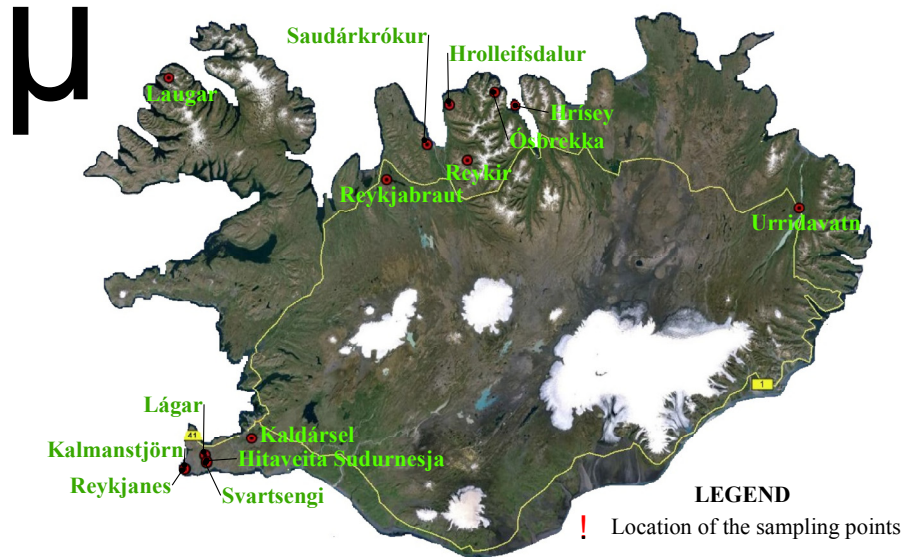 µ
Saudárkrókur
Hrolleifsdalur
Laugar
Hrísey
Ósbrekka
Reykir
Reykjabraut
Urridavatn
1
Lágar
41
Kaldársel
Kalmanstjörn
Hitaveita Sudurnesja
Reykjanes
Svartsengi
LEGEND
! Location of the sampling points